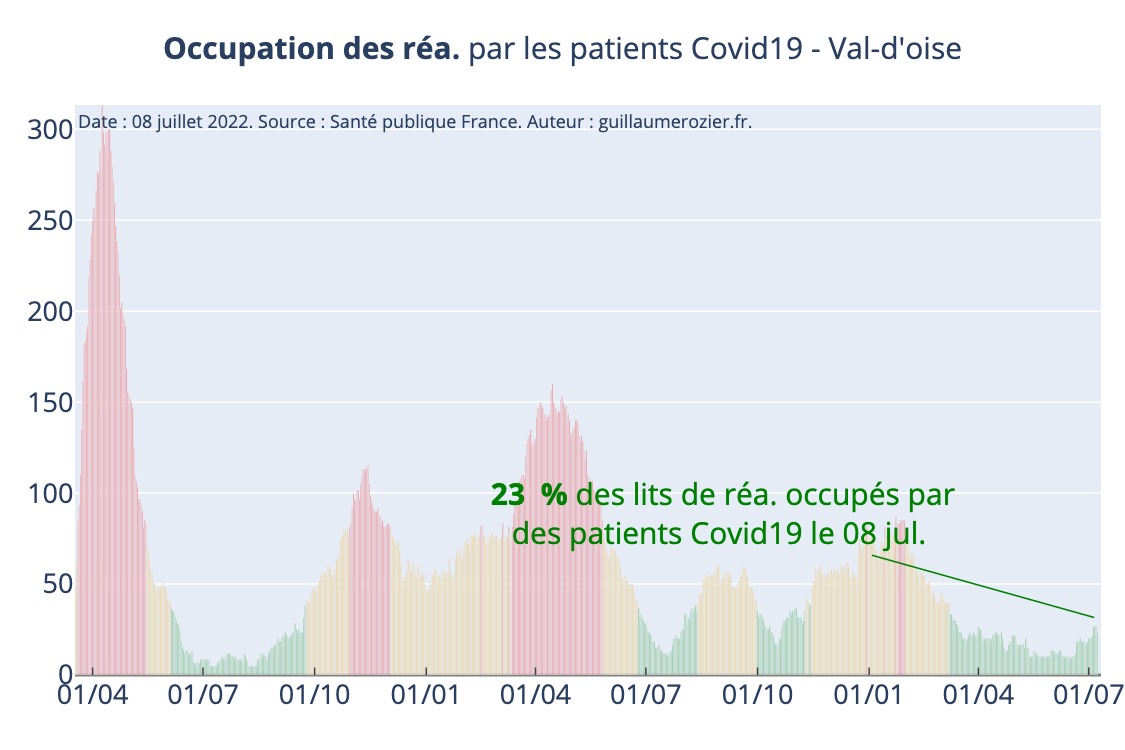 Occupation des réa. par les patients Covid19 - Val-d'oise
Date : 08 juillet 2022. Source : Santé publique France. Auteur : guillaumerozier.fr.
300
250
200
150
100
50
0
23 % des lits de réa. occupés par
des patients Covid19 le 08 jul.
01/04 01/07 01/10 01/01 01/04 01/07 01/10 01/01 01/04 01/07